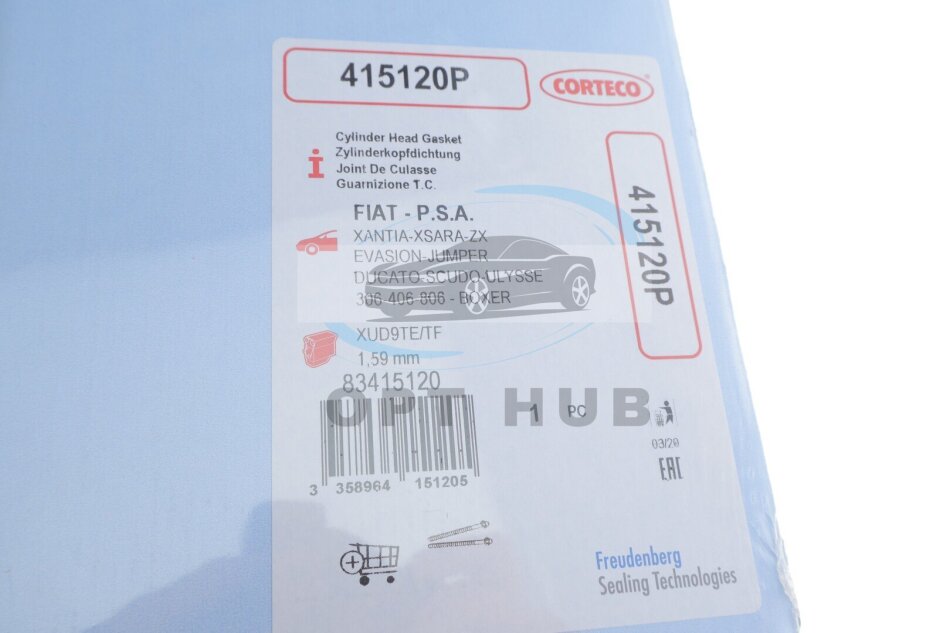 415120P
CORTECO
Cylinder Head Gasket
Zylinderkopfdichtung
Joint De Culasse
Guarnizione T.C.
415120P
FIAT - P.S.A.
XANTIA-XSARA-ZX
EVASION-JUMPER
DUCATO-SCUDO-ULYSSE
306-406-806 - BOXER
XUD9TE/TF
1,59 mm
83415120
OPT HUB
1 PC
03/20
EAC
3 358964 151205
Freudenberg
Sealing Technologies